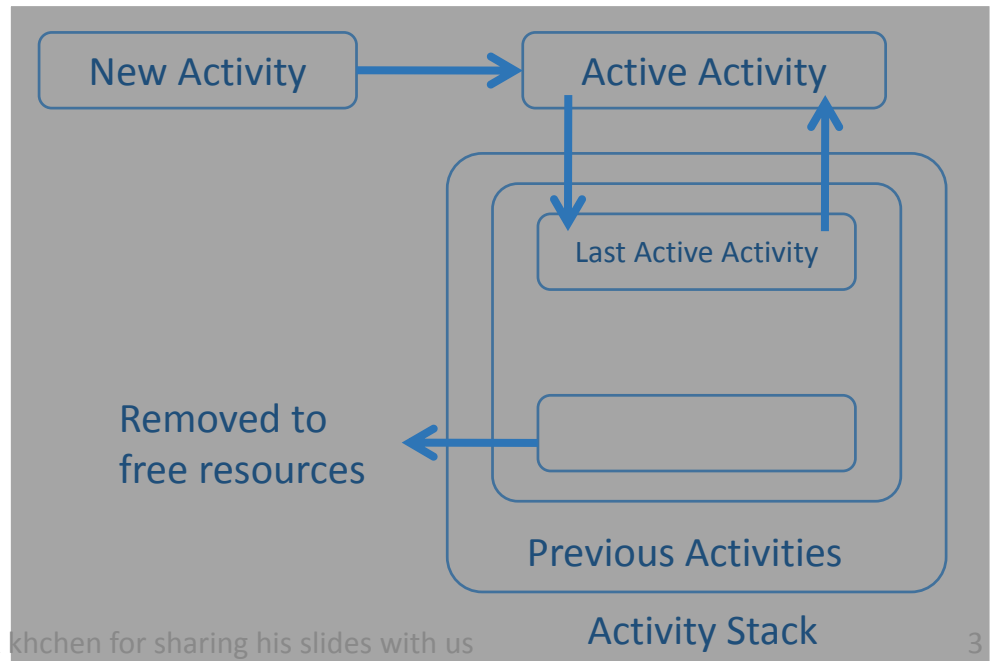 New Activity
Active Activity
Last Active Activity
Removed to
free resources
Previous Activities
Activity Stack
khchen for sharing his slides with us
3